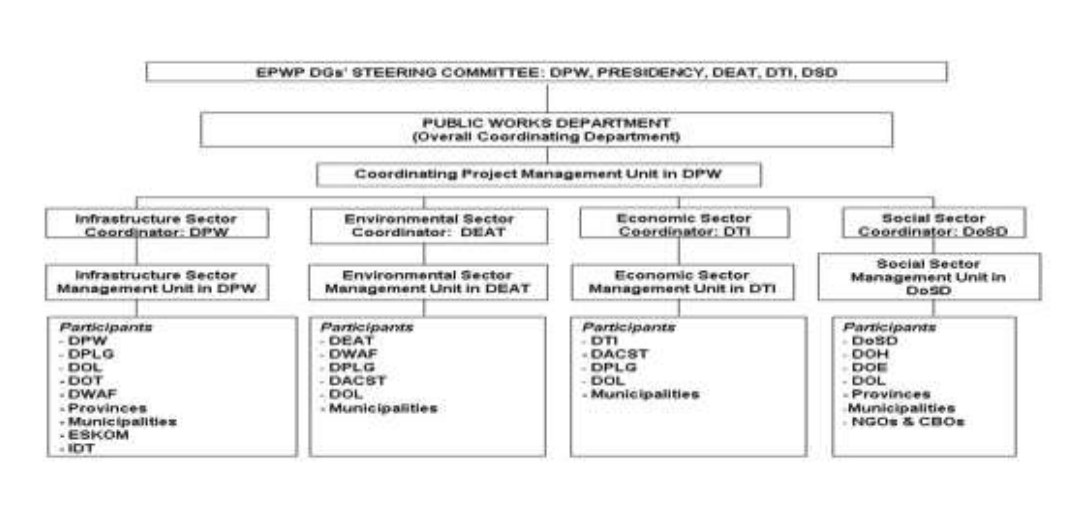 EPWP DGs' STEERING COMMITTEE: DPW, PRESIDENCY, DEAT, DTI, DSD
PUBLIC WORKS DEPARTMENT
(Overall Coordinating Department)
Coordinating Project Management Unit in DPW
Infrastructure Sector
Coordinator: DPW
Environmental Sector
Coordinator: DEAT
Economic Sector
Coordinator: DTI
Social Sector
Coordinator: DoSD
Infrastructure Sector
Management Unit in DPW
Environmental Sector
Management Unit in DEAT
Economic Sector
Management Unit in DTI
Social Sector
Management Unit in
DoSD
Participants
- DPW
- DPLG
- DOL
- DOT
- DWAF
- Provinces
- Municipalities
- ESKOM
- IDT
Participants
- DEAT
- DWAF
- DPLG
- DACST
- DOL
- Municipalities
Participants
- DTI
- DACST
- DPLG
- DOL
- Municipalities
Participants
- DoSD
- DOH
- DOE
- DOL
- Provinces
-Municipalities
- NGOs & CBOs